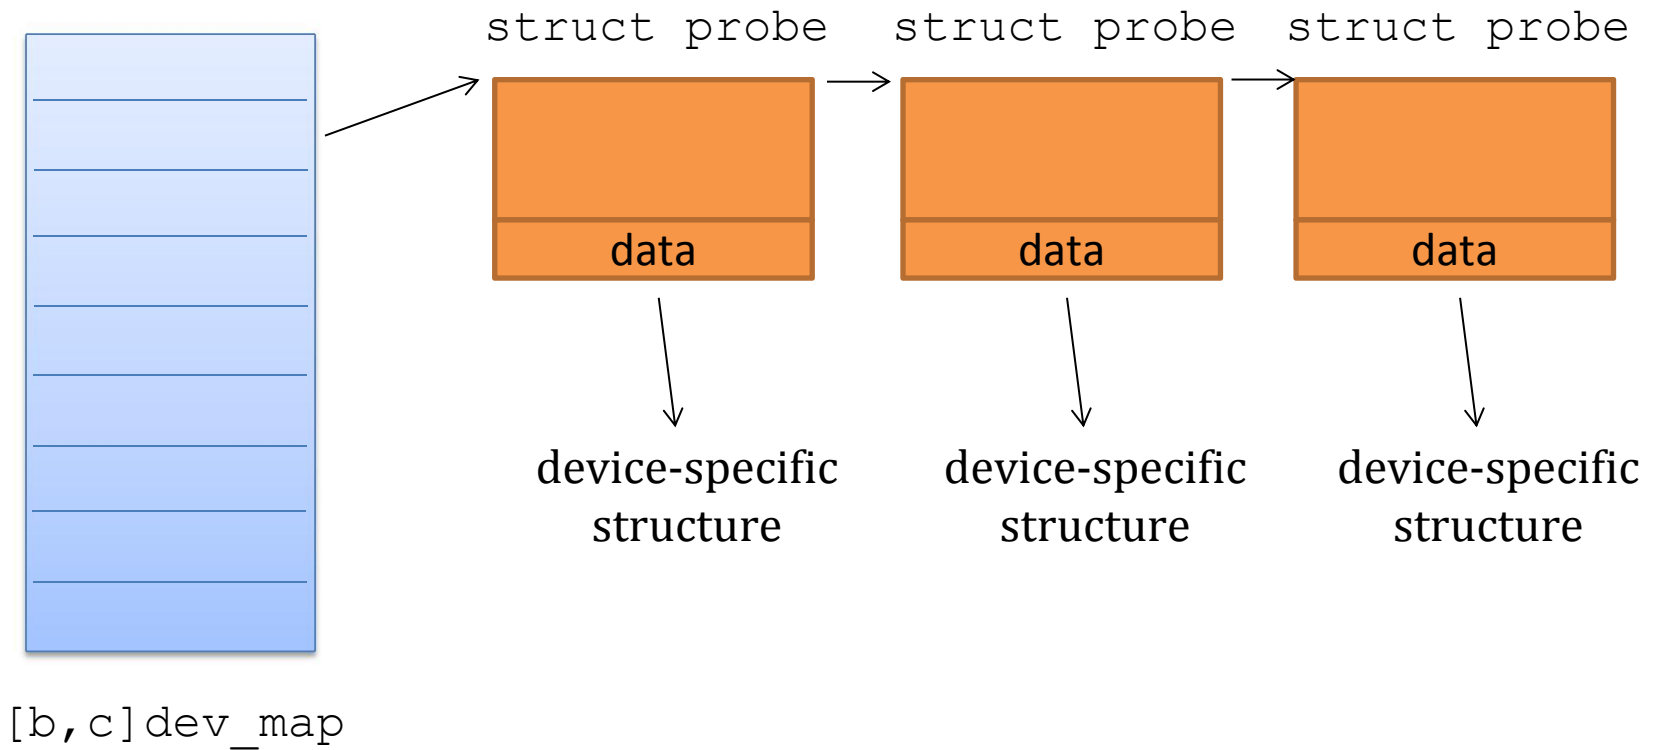 struct probe
struct probe
struct probe
data
data
data
device-specific
structure
device-specific
structure
device-specific
structure
[b,c]dev_map